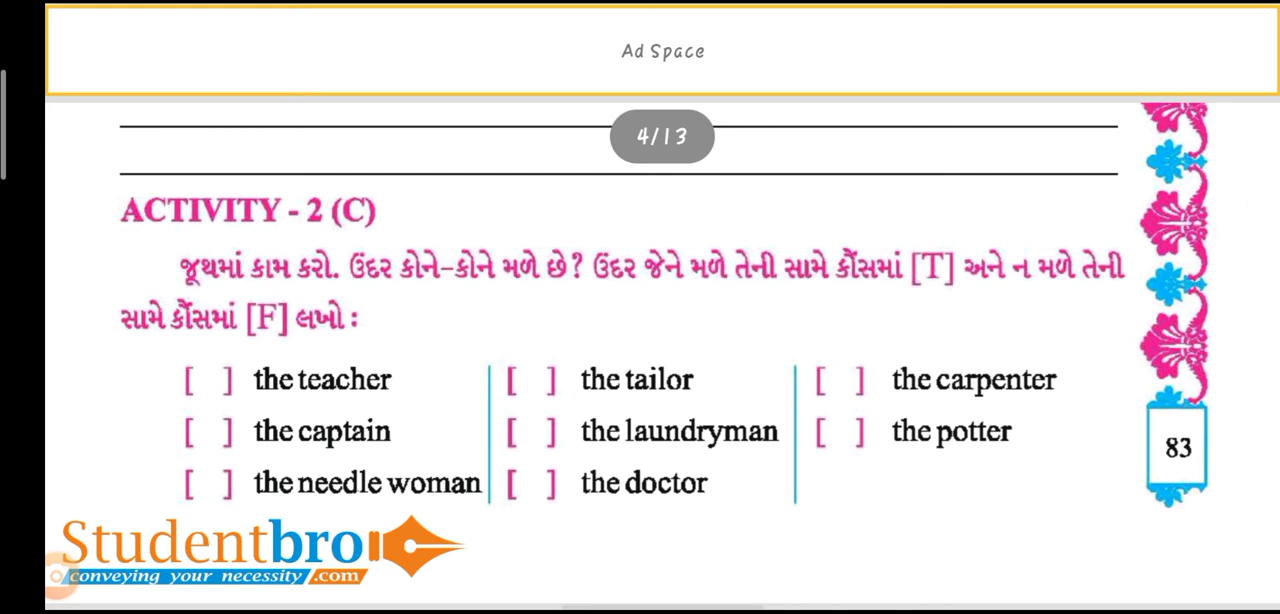 Ad Space
4/13
ACTIVITY - 2 (C)
જૂથમાં કામ કરો. ઉંદર કોને-કોને મળે છે? ઉંદર જેને મળે તેની સામે કૌંસમાં [T] અને ન મળે તેની
સામે કૌંસમાં [F] લખો :
[ ] the teacher [ ] the tailor [ ] the carpenter
[ ] the captain [ ] the laundryman [ ] the potter
[ ] the needle woman [ ] the doctor
83
Studentbro
conveying your necessity .com